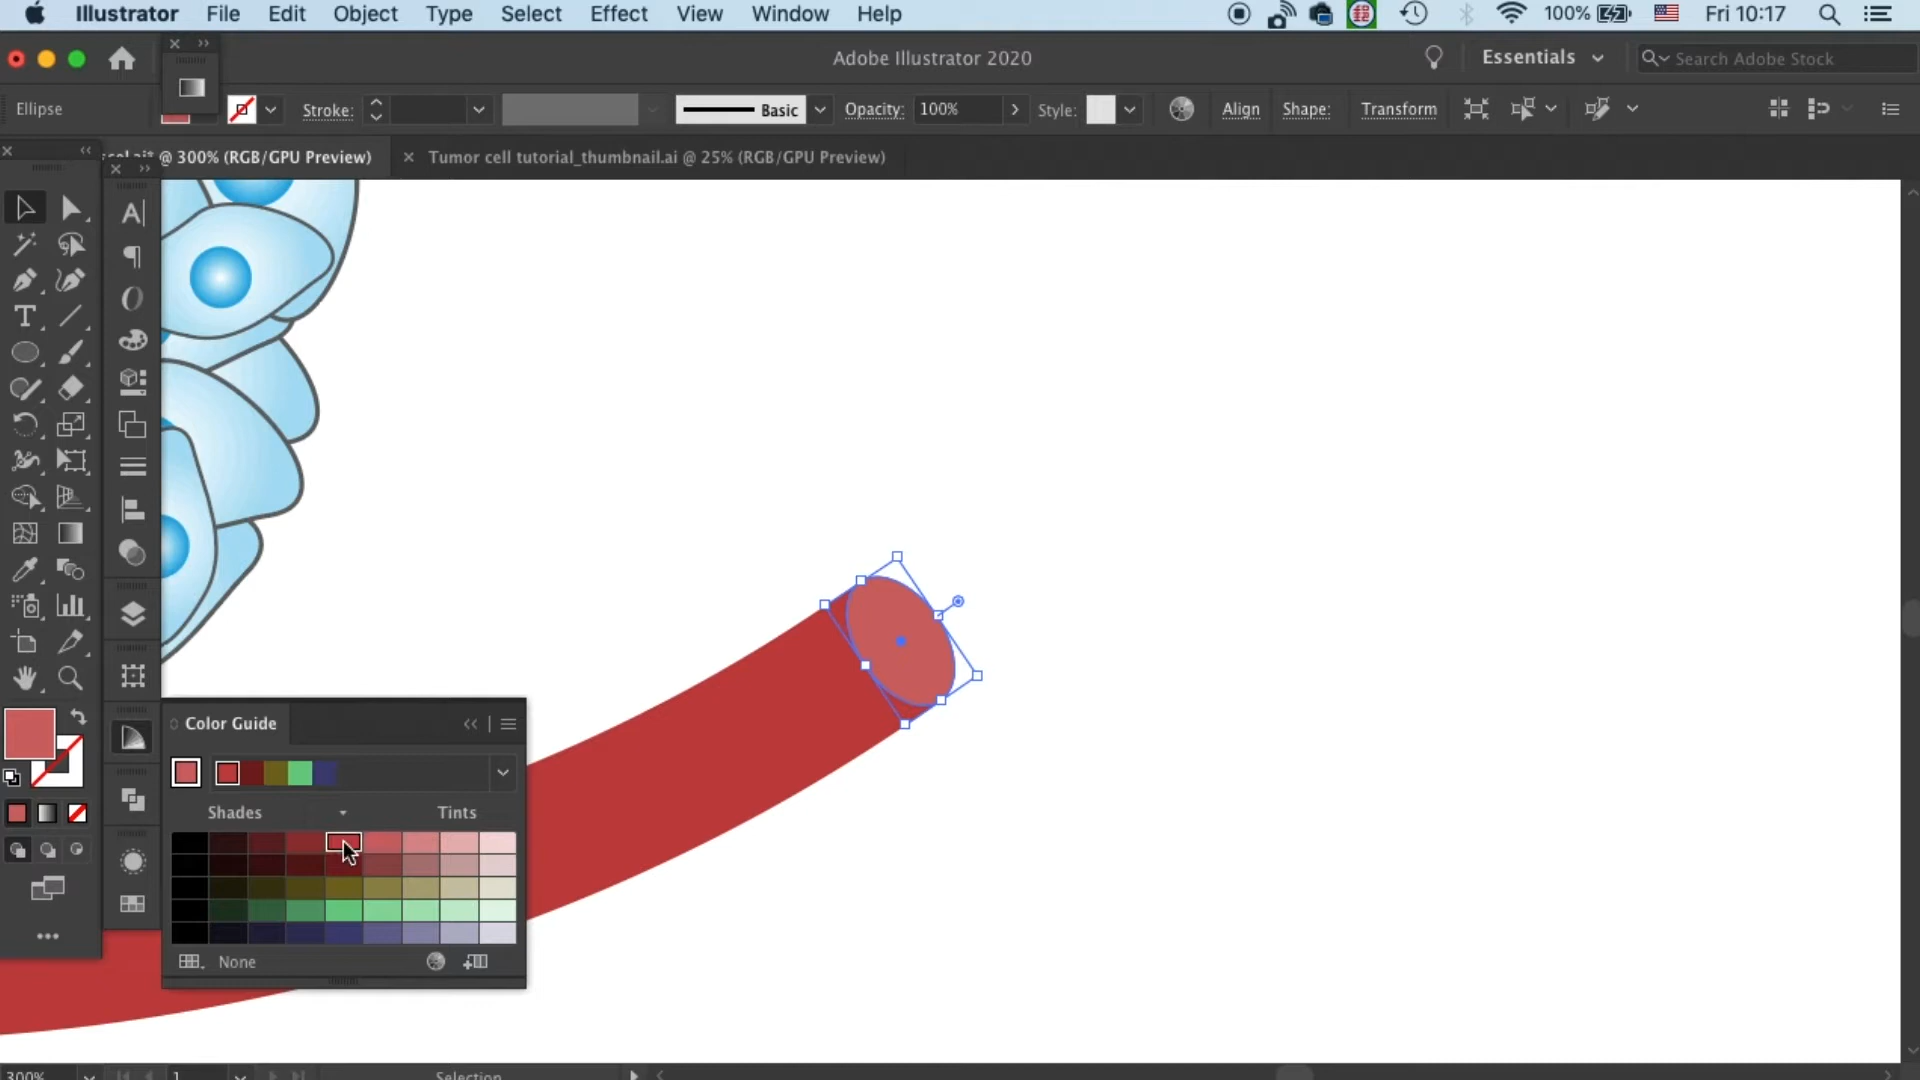 Illustrator File Edit Object Type Select Effect View Window Help 100% Fri 10:17
Adobe Illustrator 2020 Essentials Search Adobe Stock
Ellipse Stroke: Basic Opacity: 100% Style: Align Shape: Transform
@ 300% (RGB/GPU Preview) × Tumor cell tutorial_thumbnail.ai @ 25% (RGB/GPU Preview)
Color Guide
Shades Tints
None
300% 1 Selection